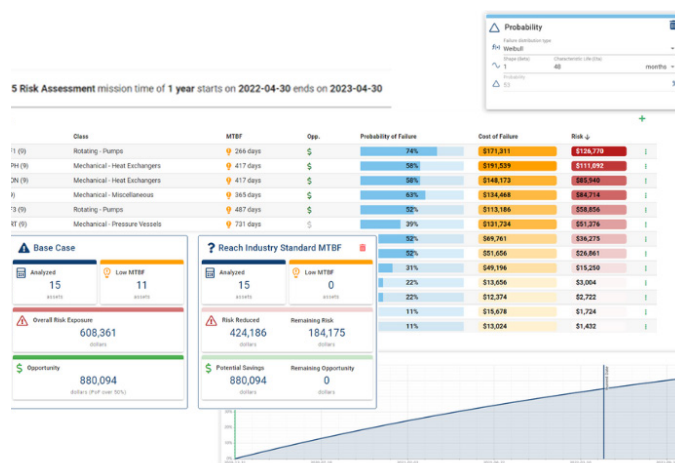 Probability
Failure distribution type
f(x) Weibull
Shape (beta) Characteristic Life (Eta)
1 48 months
Probability
5 Risk Assessment mission time of 1 year starts on 2022-04-30 ends on 2023-04-30
+
Class MTBF Opp. Probability of Failure Cost of Failure Risk ↓
(9) Rotating - Pumps 266 days $ 74% $171,311 $126,770
PH (9) Mechanical - Heat Exchangers 417 days $ 58% $191,539 $111,092
ON (9) Mechanical - Heat Exchangers 417 days $ 58% $148,173 $85,940
) Mechanical - Miscellaneous 365 days $ 63% $134,468 $84,714
F3 (9) Rotating - Pumps 487 days $ 52% $113,186 $58,856
RT (9) Mechanical - Pressure Vessels 731 days $ 39% $131,734 $51,376
52% $69,761 $36,275
52% $51,656 $26,861
31% $49,196 $15,250
22% $13,656 $3,004
22% $12,374 $2,722
11% $15,678 $1,724
11% $13,024 $1,432
Base Case
Analyzed Low MTBF
15 11
assets assets
Overall Risk Exposure
608,361
dollars
$ Opportunity
880,094
dollars (PoF over 50%)
? Reach Industry Standard MTBF
Analyzed Low MTBF
15 0
assets assets
Risk Reduced Remaining Risk
424,186 184,175
dollars dollars
$ Potential Savings Remaining Opportunity
880,094 0
dollars dollars